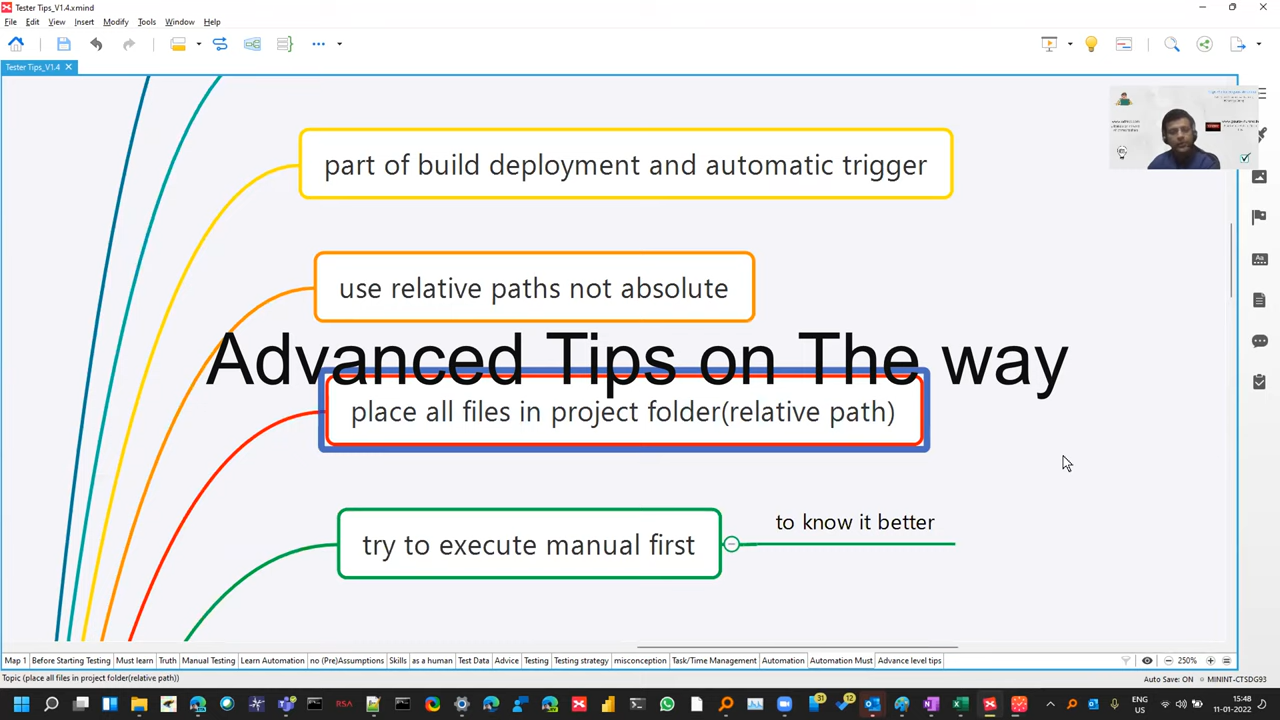 Tester Tips_V1.4.xmind
File Edit View Insert Modify Tools Window Help
Tester Tips_V1.4
part of build deployment and automatic trigger
use relative paths not absolute
Advanced Tips on The way
place all files in project folder(relative path)
try to execute manual first
to know it better
Map 1 Before Starting Testing Must learn Truth Manual Testing Learn Automation no (Pre)Assumptions Skills as a human Test Data Advice Testing Testing strategy misconception Task/Time Management Automation Automation Must Advance level tips
250%
Topic (place all files in project folder(relative path))
Auto Save: ON MININT-CTSDG93
RSA
31
12
ENG
US
15:48
11-01-2022